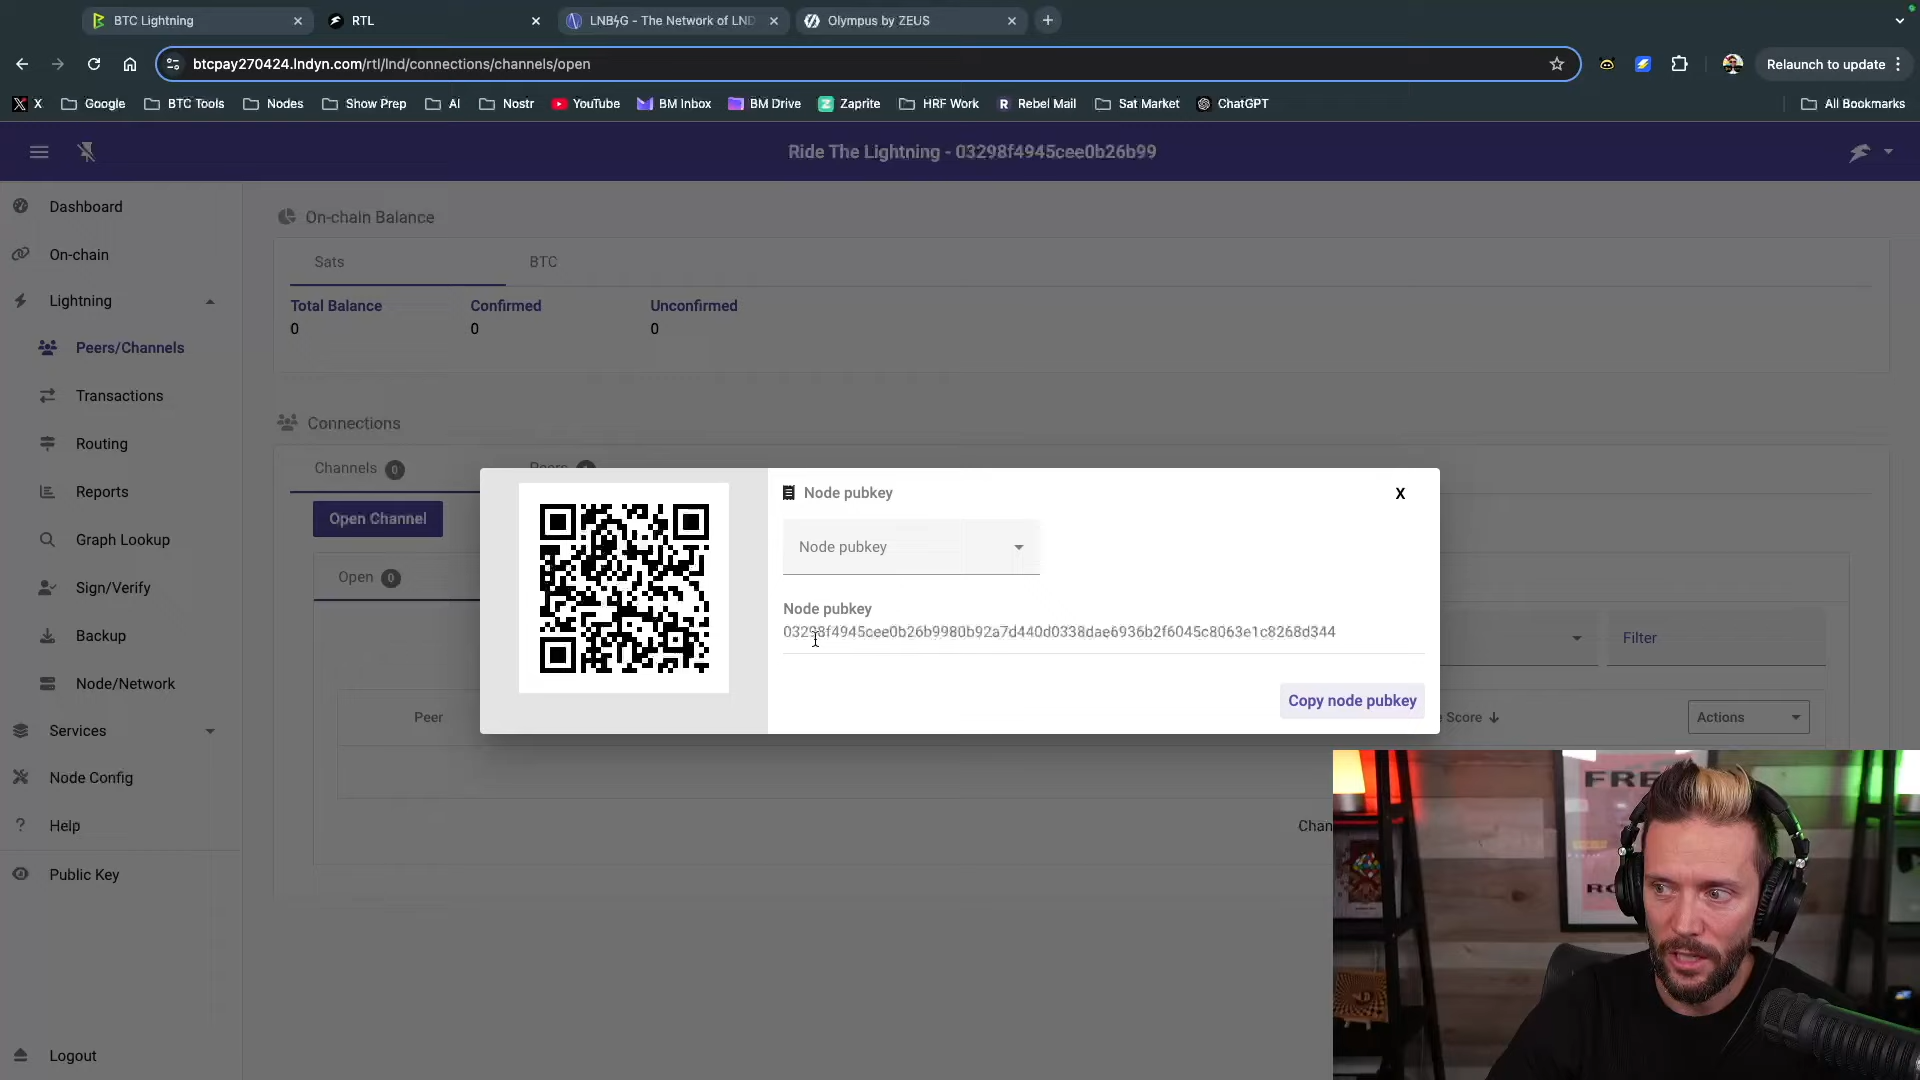 BTC Lightning
RTL
LNBϟG - The Network of LND
Olympus by ZEUS
btcpay270424.lndyn.com/rtl/lnd/connections/channels/open
Relaunch to update
X
Google
BTC Tools
Nodes
Show Prep
AI
Nostr
YouTube
BM Inbox
BM Drive
Zaprite
HRF Work
Rebel Mail
Sat Market
ChatGPT
All Bookmarks
Ride The Lightning - 03298f4945cee0b26b99
Dashboard
On-chain
Lightning
Peers/Channels
Transactions
Routing
Reports
Graph Lookup
Sign/Verify
Backup
Node/Network
Services
Node Config
Help
Public Key
Logout
On-chain Balance
Sats
BTC
Total Balance
Confirmed
Unconfirmed
0
0
0
Connections
Channels 0
Peers
Open Channel
Open 0
Filter
Peer
Score
Actions
Chan
Node pubkey
X
Node pubkey
Node pubkey
03298f4945cee0b26b9980b92a7d440d0338dae6936b2f6045c8063e1c8268d344
Copy node pubkey
FRE
RO